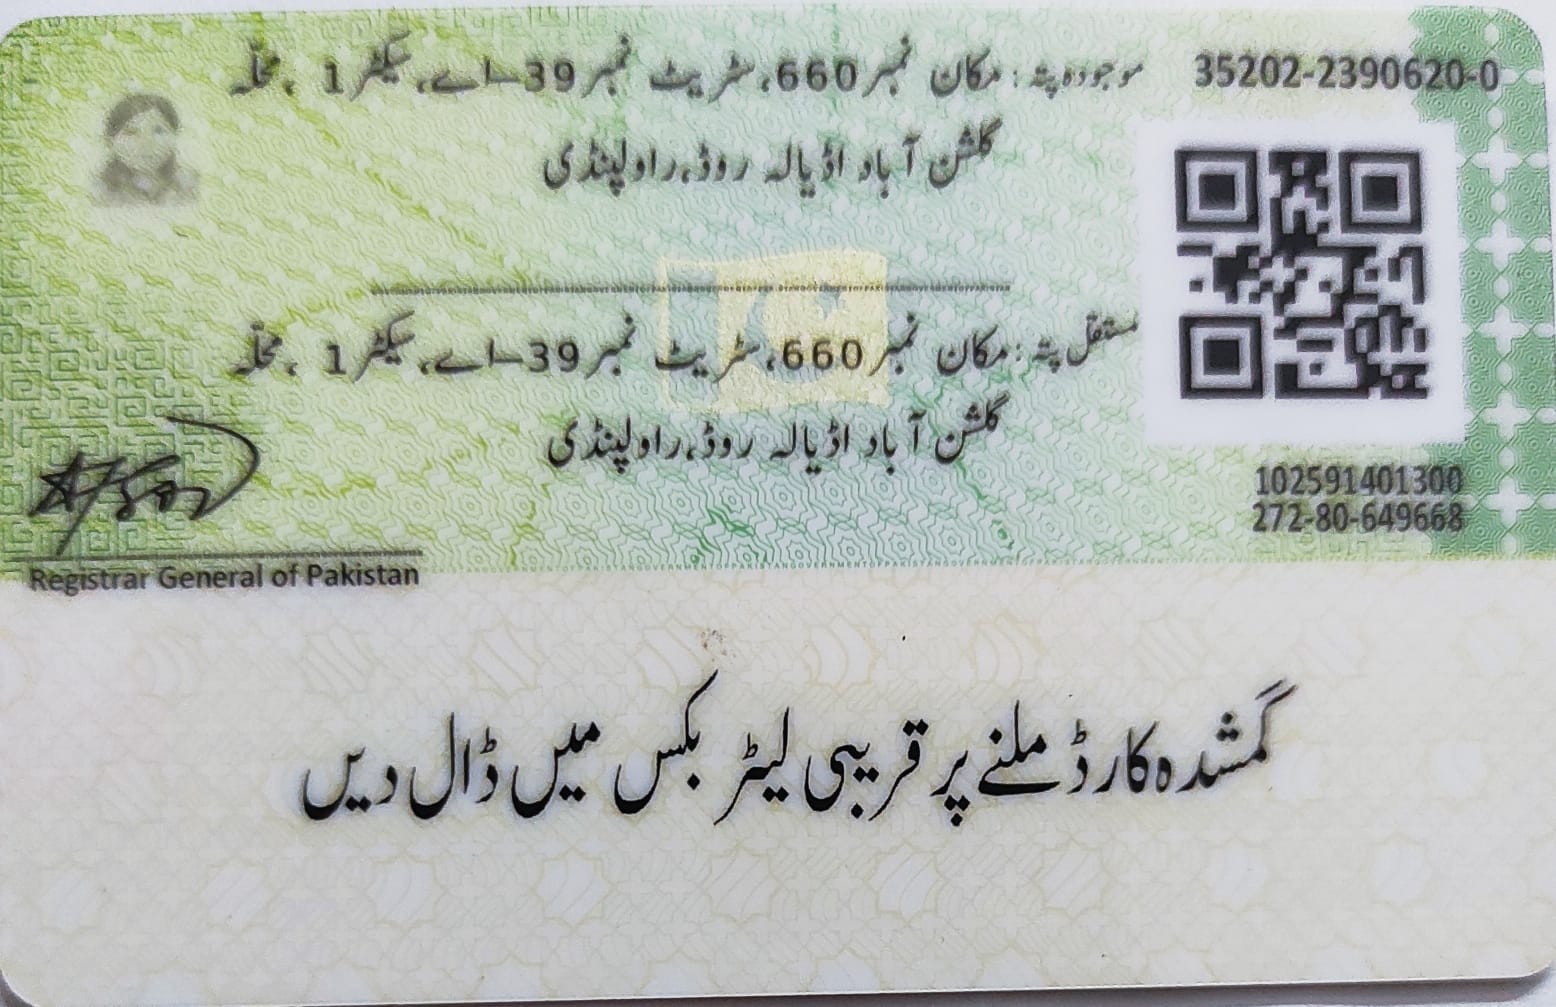 35202-2390620-0
موجودہ پتہ : مکان نمبر 660، سٹریٹ نمبر 39-اے، سیکٹر 1 ، محلّہ
گلشن آباد اڈیالہ روڈ، راولپنڈی
مستقل پتہ : مکان نمبر 660، سٹریٹ نمبر 39-اے، سیکٹر 1 ، محلّہ
گلشن آباد اڈیالہ روڈ، راولپنڈی
102591401300
272-80-649668
Registrar General of Pakistan
گمشدہ کارڈ ملنے پر قریبی لیٹر بکس میں ڈال دیں